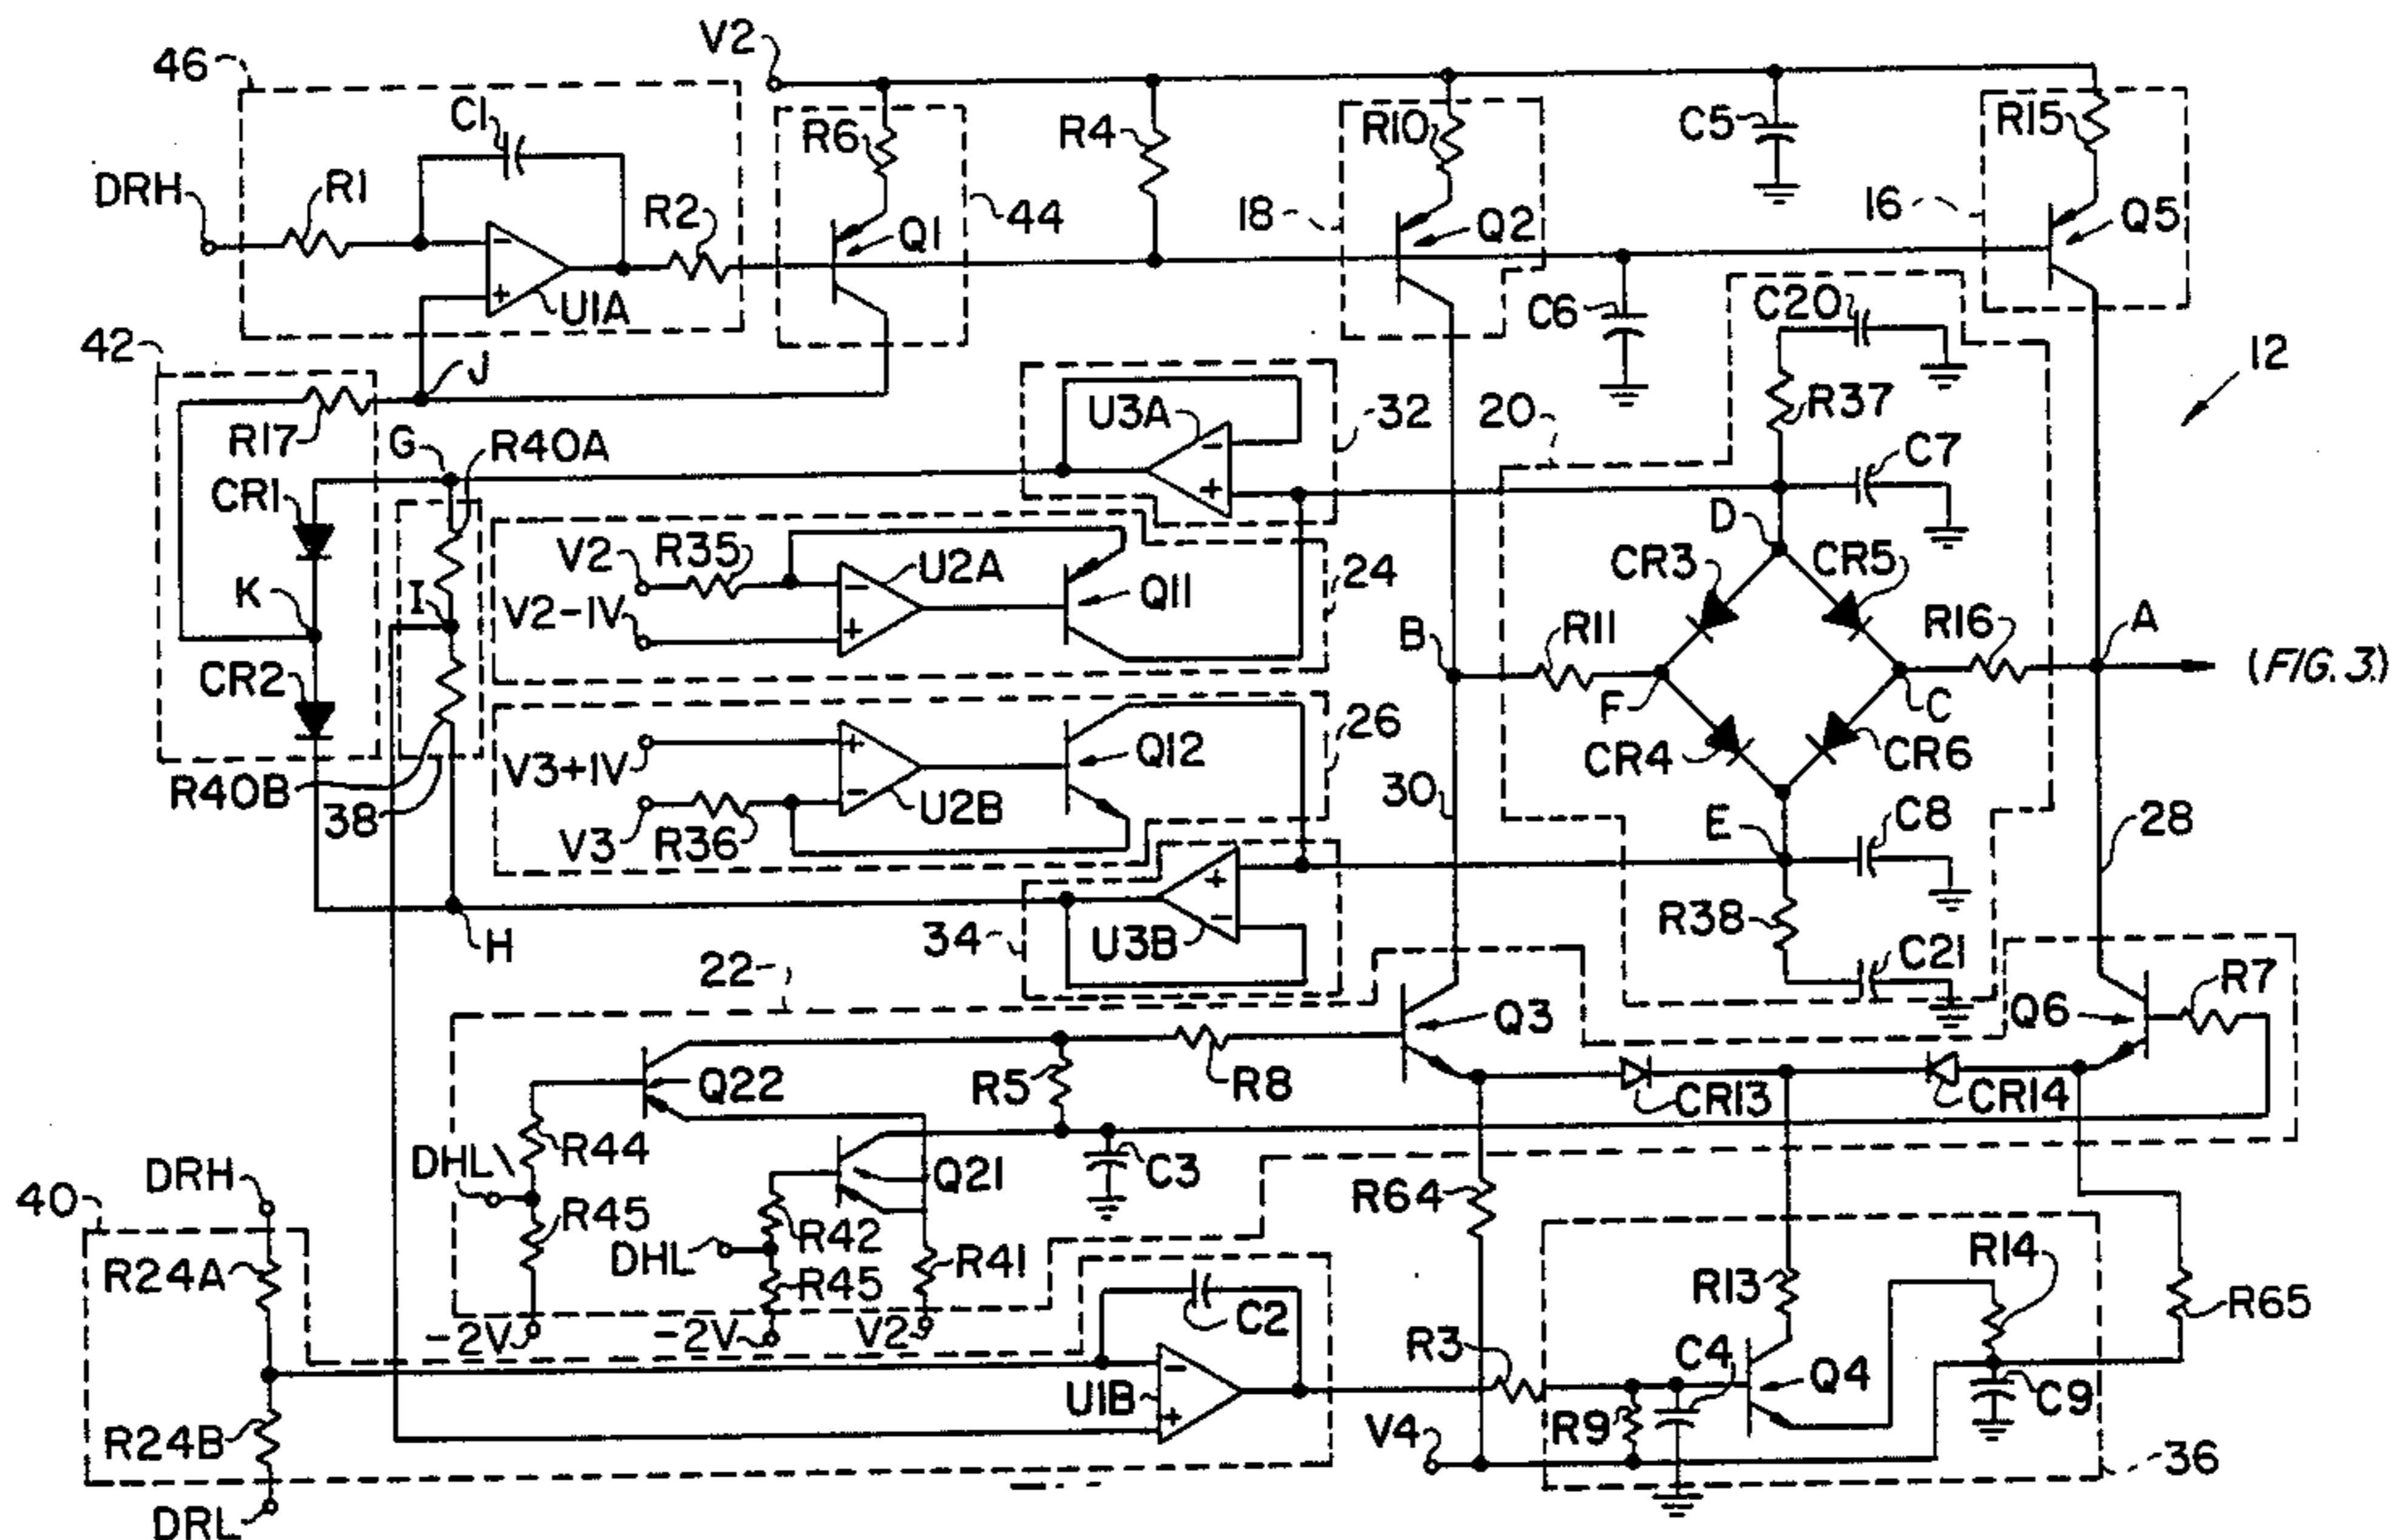 V2
46
C1
R6
R4
R10
C5
R15
DRH
R1
R2
44
18
16
Q1
Q2
Q5
U1A
C6
C20
42
J
12
R17
U3A
32
20
R37
G
R40A
C7
CR1
D
V2
R35
U2A
24
CR3
CR5
K
I
V2-1V
Q11
B
R11
R16
A
CR2
(FIG. 3)
F
C
26
V3+1V
Q12
CR4
CR6
R40B
38
U2B
30
V3
R36
E
C8
28
H
34
U3B
R38
22
C21
R7
Q3
Q6
Q22
R5
R8
CR13
CR14
R44
DHL\
DRH
Q21
C3
40
R45
R42
R64
DHL
R24A
R45
R41
R14
R13
R65
-2V
-2V
V2
C2
R3
C4
Q4
U1B
C9
R24B
V4
R9
36
DRL